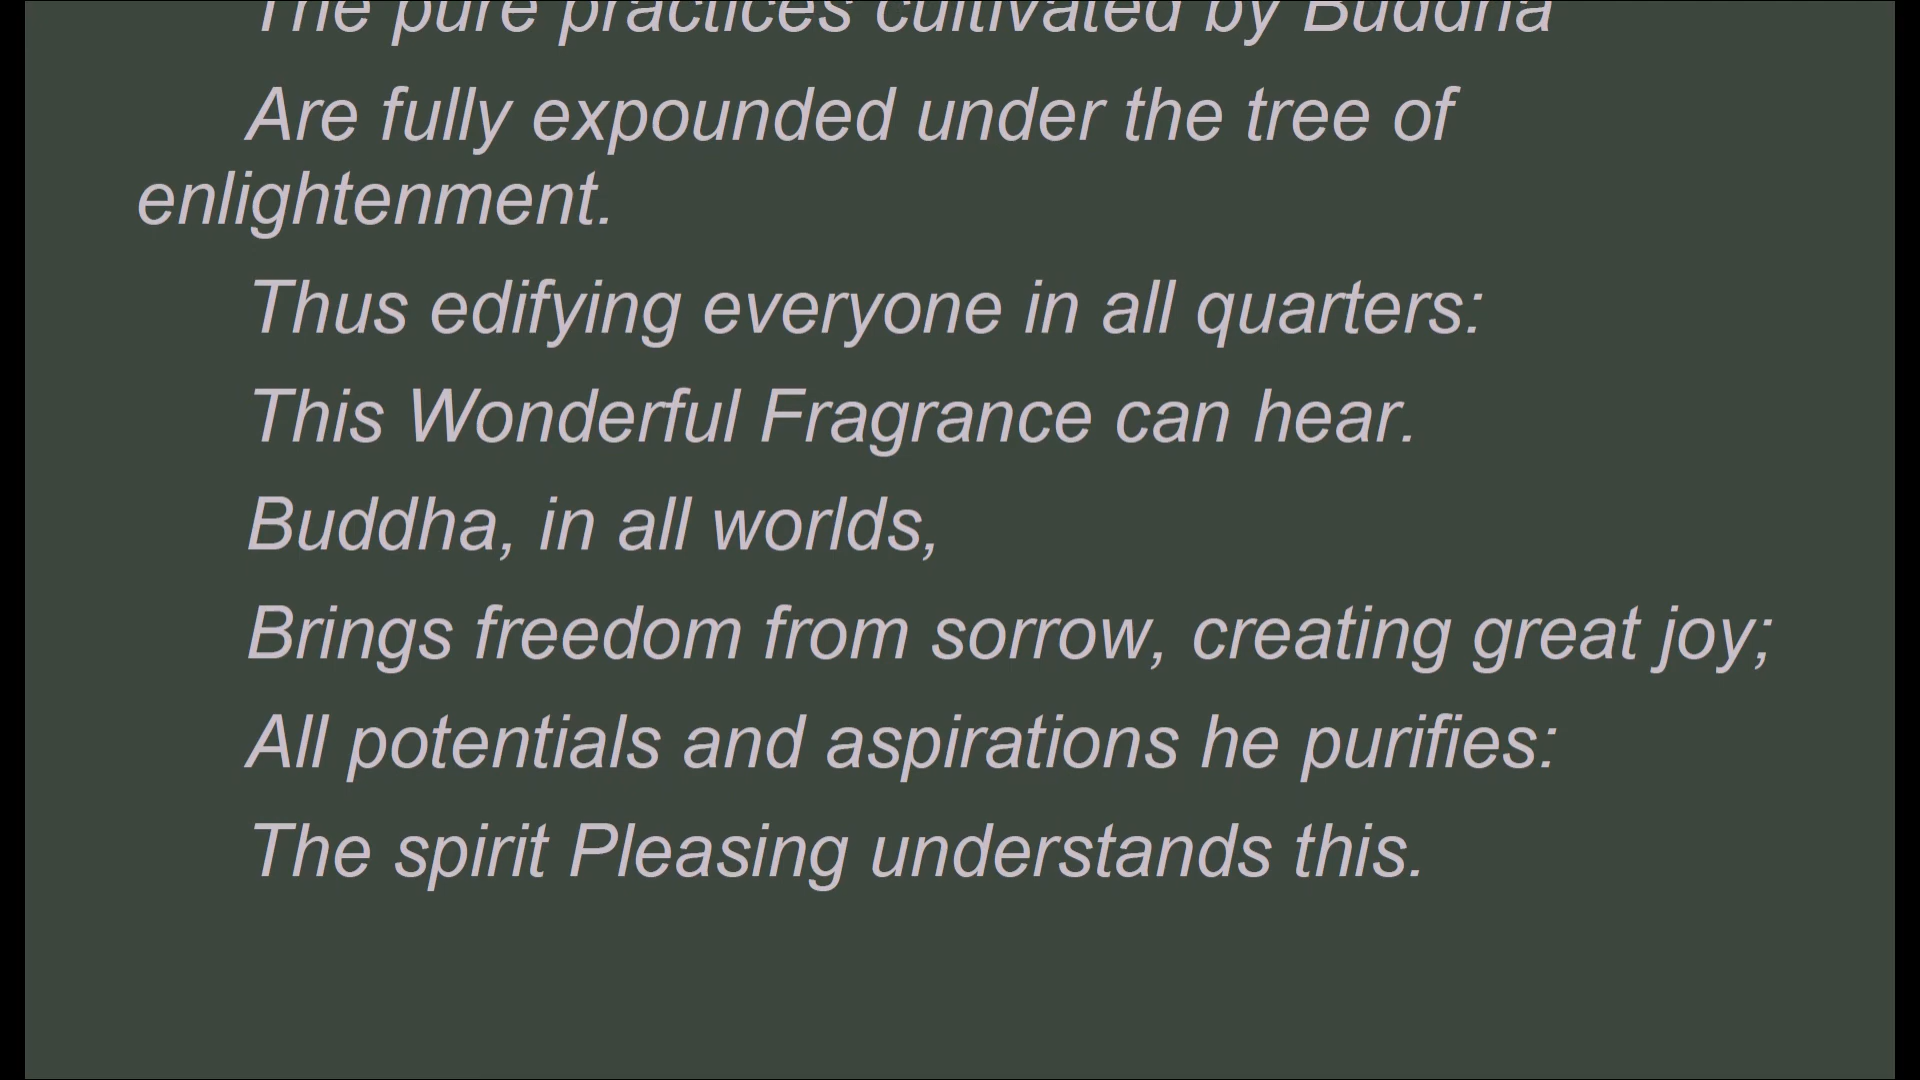 The pure practices cultivated by Buddha
Are fully expounded under the tree of
enlightenment.
Thus edifying everyone in all quarters:
This Wonderful Fragrance can hear.
Buddha, in all worlds,
Brings freedom from sorrow, creating great joy;
All potentials and aspirations he purifies:
The spirit Pleasing understands this.